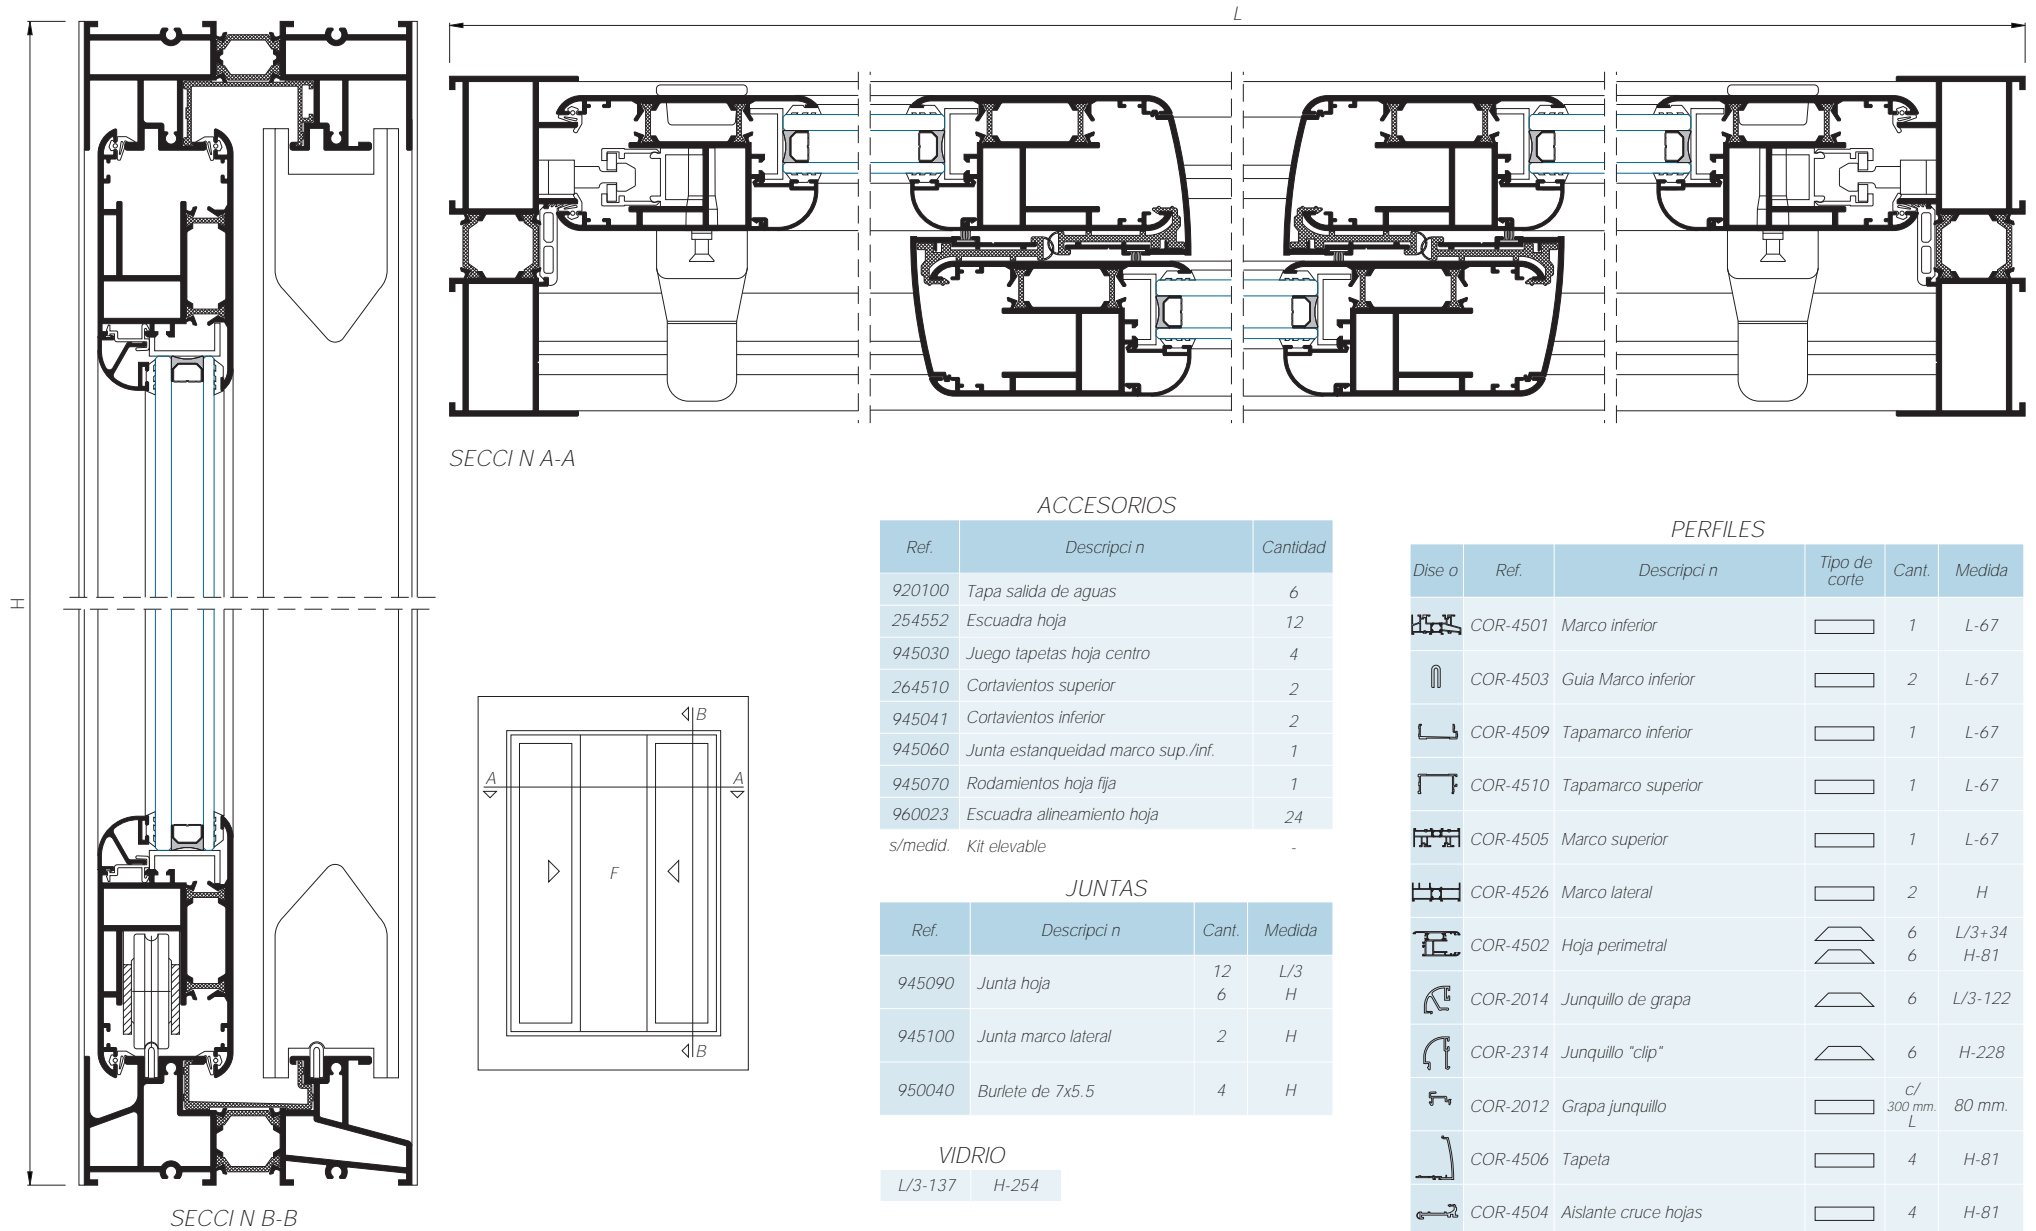 L
H
SECCI N A-A
SECCI N B-B
A
A
B
B
F
ACCESORIOS
Ref. Descripci n Cantidad
920100 Tapa salida de aguas 6
254552 Escuadra hoja 12
945030 Juego tapetas hoja centro 4
264510 Cortavientos superior 2
945041 Cortavientos inferior 2
945060 Junta estanqueidad marco sup./inf. 1
945070 Rodamientos hoja fija 1
960023 Escuadra alineamiento hoja 24
s/medid. Kit elevable -
JUNTAS
Ref. Descripci n Cant. Medida
945090 Junta hoja 12 L/3
6 H
945100 Junta marco lateral 2 H
950040 Burlete de 7x5.5 4 H
VIDRIO
L/3-137 H-254
PERFILES
Dise o Ref. Descripci n Tipo de corte Cant. Medida
COR-4501 Marco inferior 1 L-67
COR-4503 Guia Marco inferior 2 L-67
COR-4509 Tapamarco inferior 1 L-67
COR-4510 Tapamarco superior 1 L-67
COR-4505 Marco superior 1 L-67
COR-4526 Marco lateral 2 H
COR-4502 Hoja perimetral 6 L/3+34
6 H-81
COR-2014 Junquillo de grapa 6 L/3-122
COR-2314 Junquillo "clip" 6 H-228
COR-2012 Grapa junquillo c/ 300 mm. L 80 mm.
COR-4506 Tapeta 4 H-81
COR-4504 Aislante cruce hojas 4 H-81